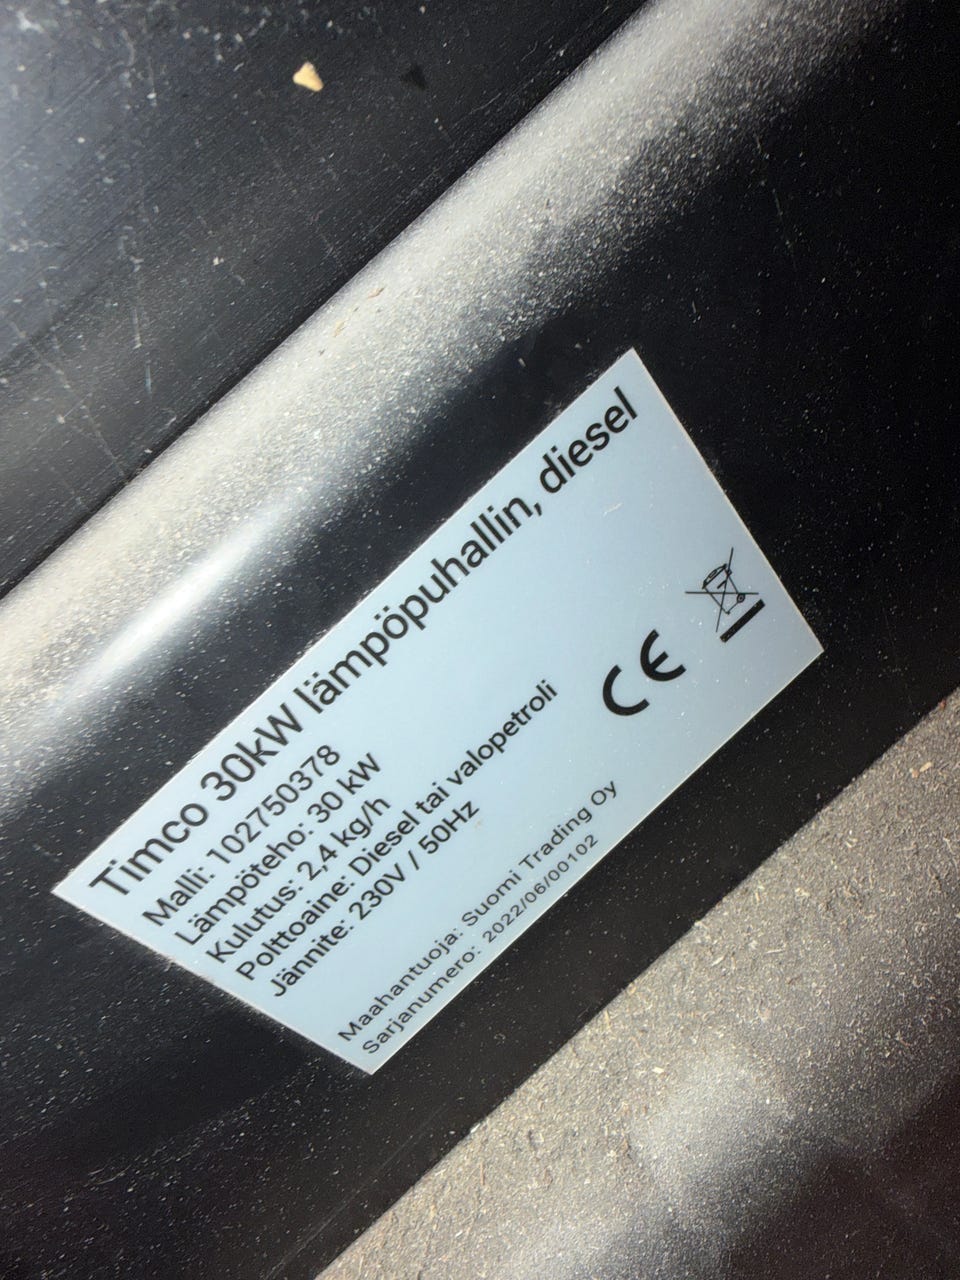 Timco 30kW lämpöpuhallin, diesel
Malli: 102750378
Lämpöteho: 30 kW
Kulutus: 2,4 kg/h
Polttoaine: Diesel tai valopetroli
Jännite: 230V / 50Hz
CE
Maahantuoja: Suomi Trading Oy
Sarjanumero: 2022/06/00102